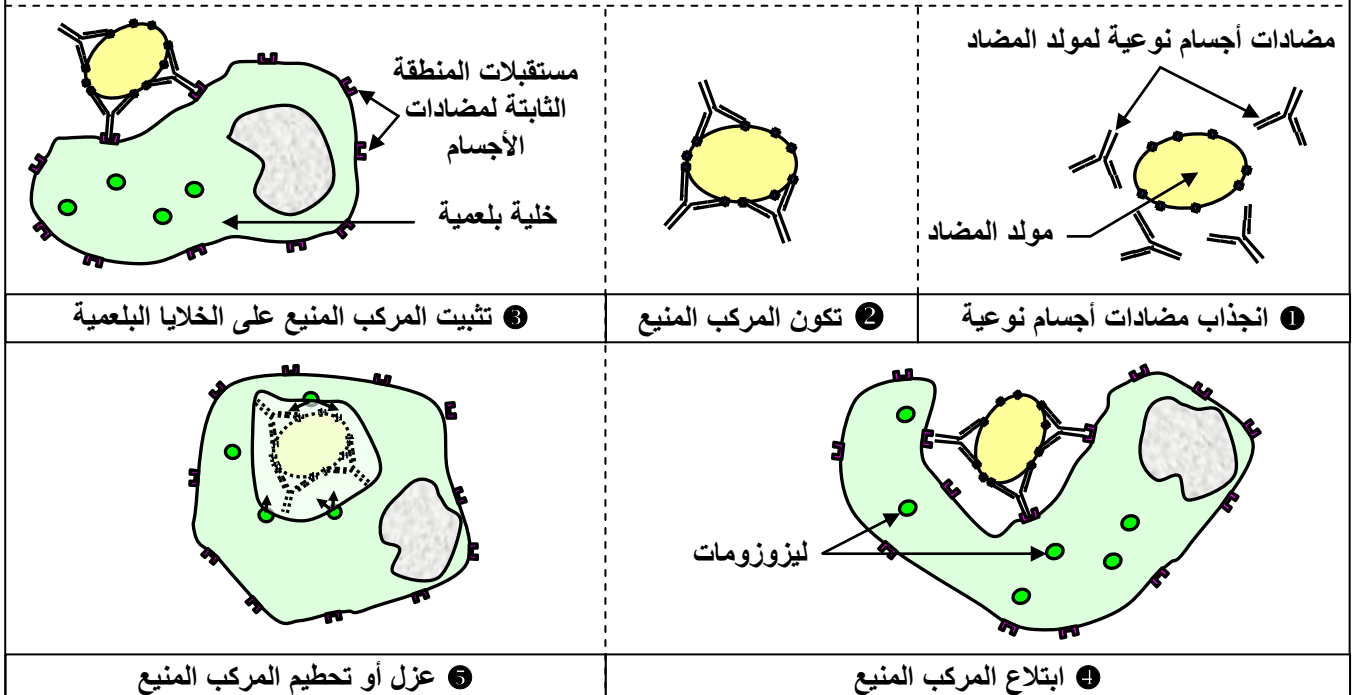 مضادات أجسام نوعية لمولد المضاد
مولد المضاد
❶ انجذاب مضادات أجسام نوعية
❷ تكون المركب المنيع
مستقبلات المنطقة
الثابتة لمضادات
الأجسام
خلية بلعمية
❸ تثبيت المركب المنيع على الخلايا البلعمية
ليزوزومات
❹ ابتلاع المركب المنيع
❺ عزل أو تحطيم المركب المنيع